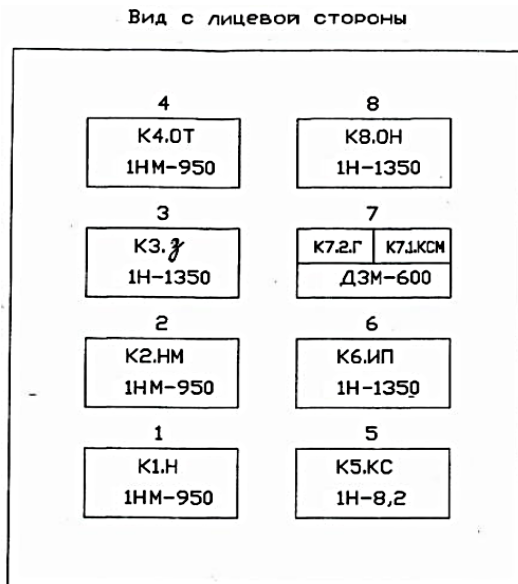 Вид с лицевой стороны
4 8
К4.ОТ К8.ОН
1НМ-950 1Н-1350
3 7
К3.З К7.2.Г К7.1.КСМ
1Н-1350 ДЗМ-600
2 6
К2.НМ К6.ИП
1НМ-950 1Н-1350
1 5
К1.Н К5.КС
1НМ-950 1Н-8,2